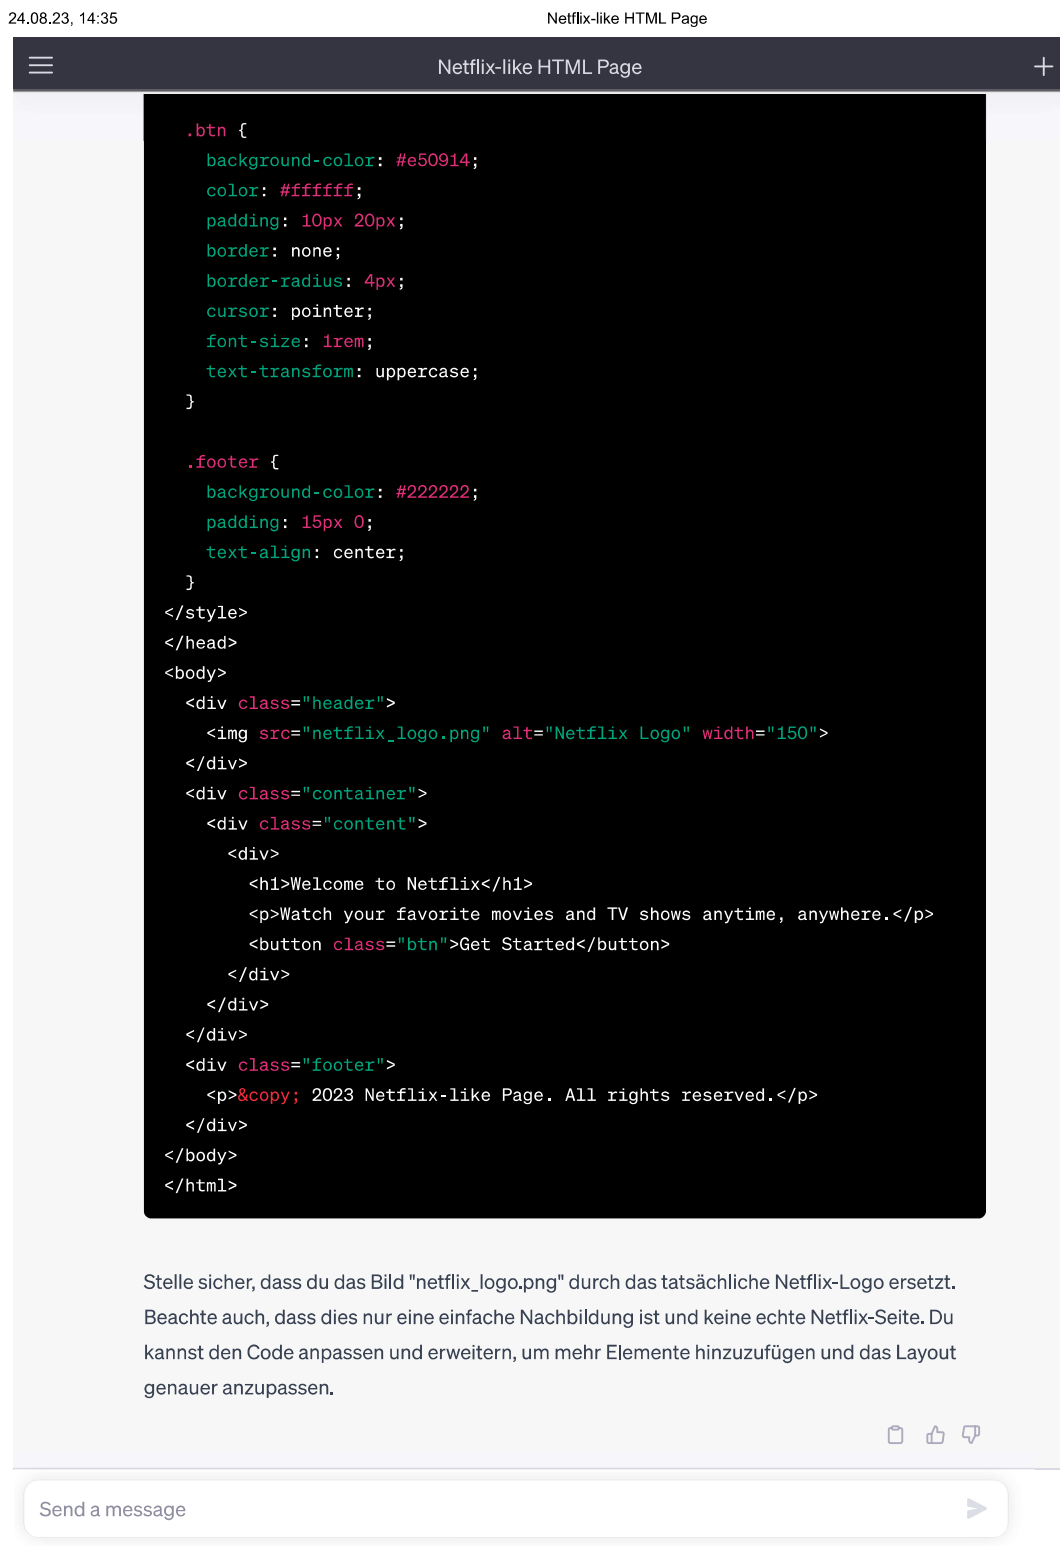 24.08.23, 14:35 Netflix-like HTML Page
Netflix-like HTML Page
.btn {
background-color: #e50914;
color: #ffffff;
padding: 10px 20px;
border: none;
border-radius: 4px;
cursor: pointer;
font-size: 1rem;
text-transform: uppercase;
}
.footer {
background-color: #222222;
padding: 15px 0;
text-align: center;
}
</style>
</head>
<body>
<div class="header">
<img src="netflix_logo.png" alt="Netflix Logo" width="150">
</div>
<div class="container">
<div class="content">
<div>
<h1>Welcome to Netflix</h1>
<p>Watch your favorite movies and TV shows anytime, anywhere.</p>
<button class="btn">Get Started</button>
</div>
</div>
</div>
<div class="footer">
<p>&copy; 2023 Netflix-like Page. All rights reserved.</p>
</div>
</body>
</html>
Stelle sicher, dass du das Bild "netflix_logo.png" durch das tatsächliche Netflix-Logo ersetzt.
Beachte auch, dass dies nur eine einfache Nachbildung ist und keine echte Netflix-Seite. Du
kannst den Code anpassen und erweitern, um mehr Elemente hinzuzufügen und das Layout
genauer anzupassen.
Send a message